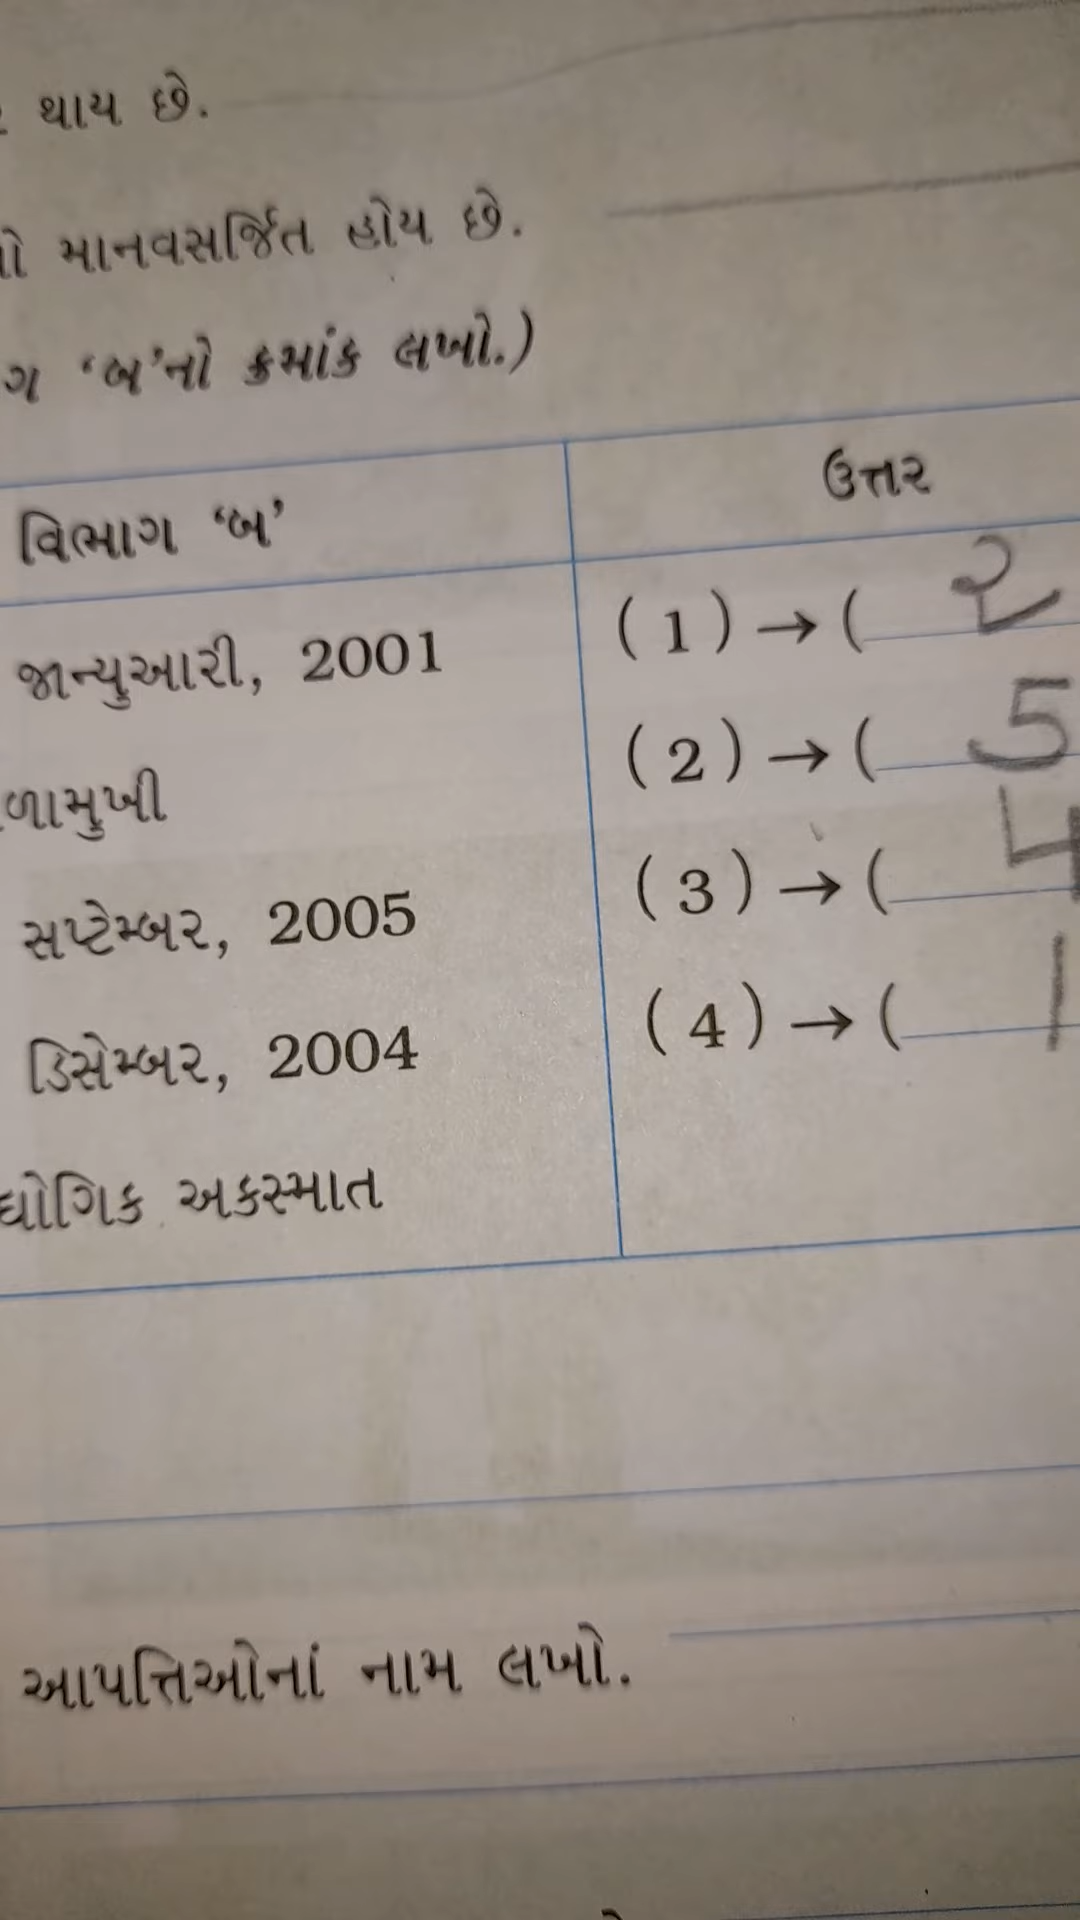 થાય છે.
માનવસર્જિત હોય છે.
‘બ’નો ક્રમાંક લખો.)
વિભાગ ‘બ’ ઉત્તર
જાન્યુઆરી, 2001 (1) → ( 2
ળામુખી (2) → ( 5
સપ્ટેમ્બર, 2005 (3) → ( 4
ડિસેમ્બર, 2004 (4) → ( 1
દ્યોગિક અકસ્માત
આપત્તિઓનાં નામ લખો.